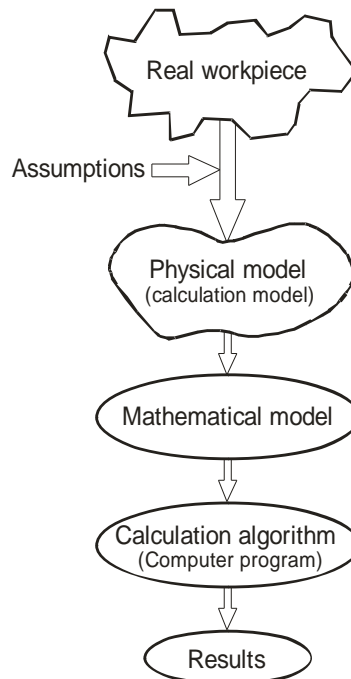 Real workpiece
Assumptions
Physical model
(calculation model)
Mathematical model
Calculation algorithm
(Computer program)
Results